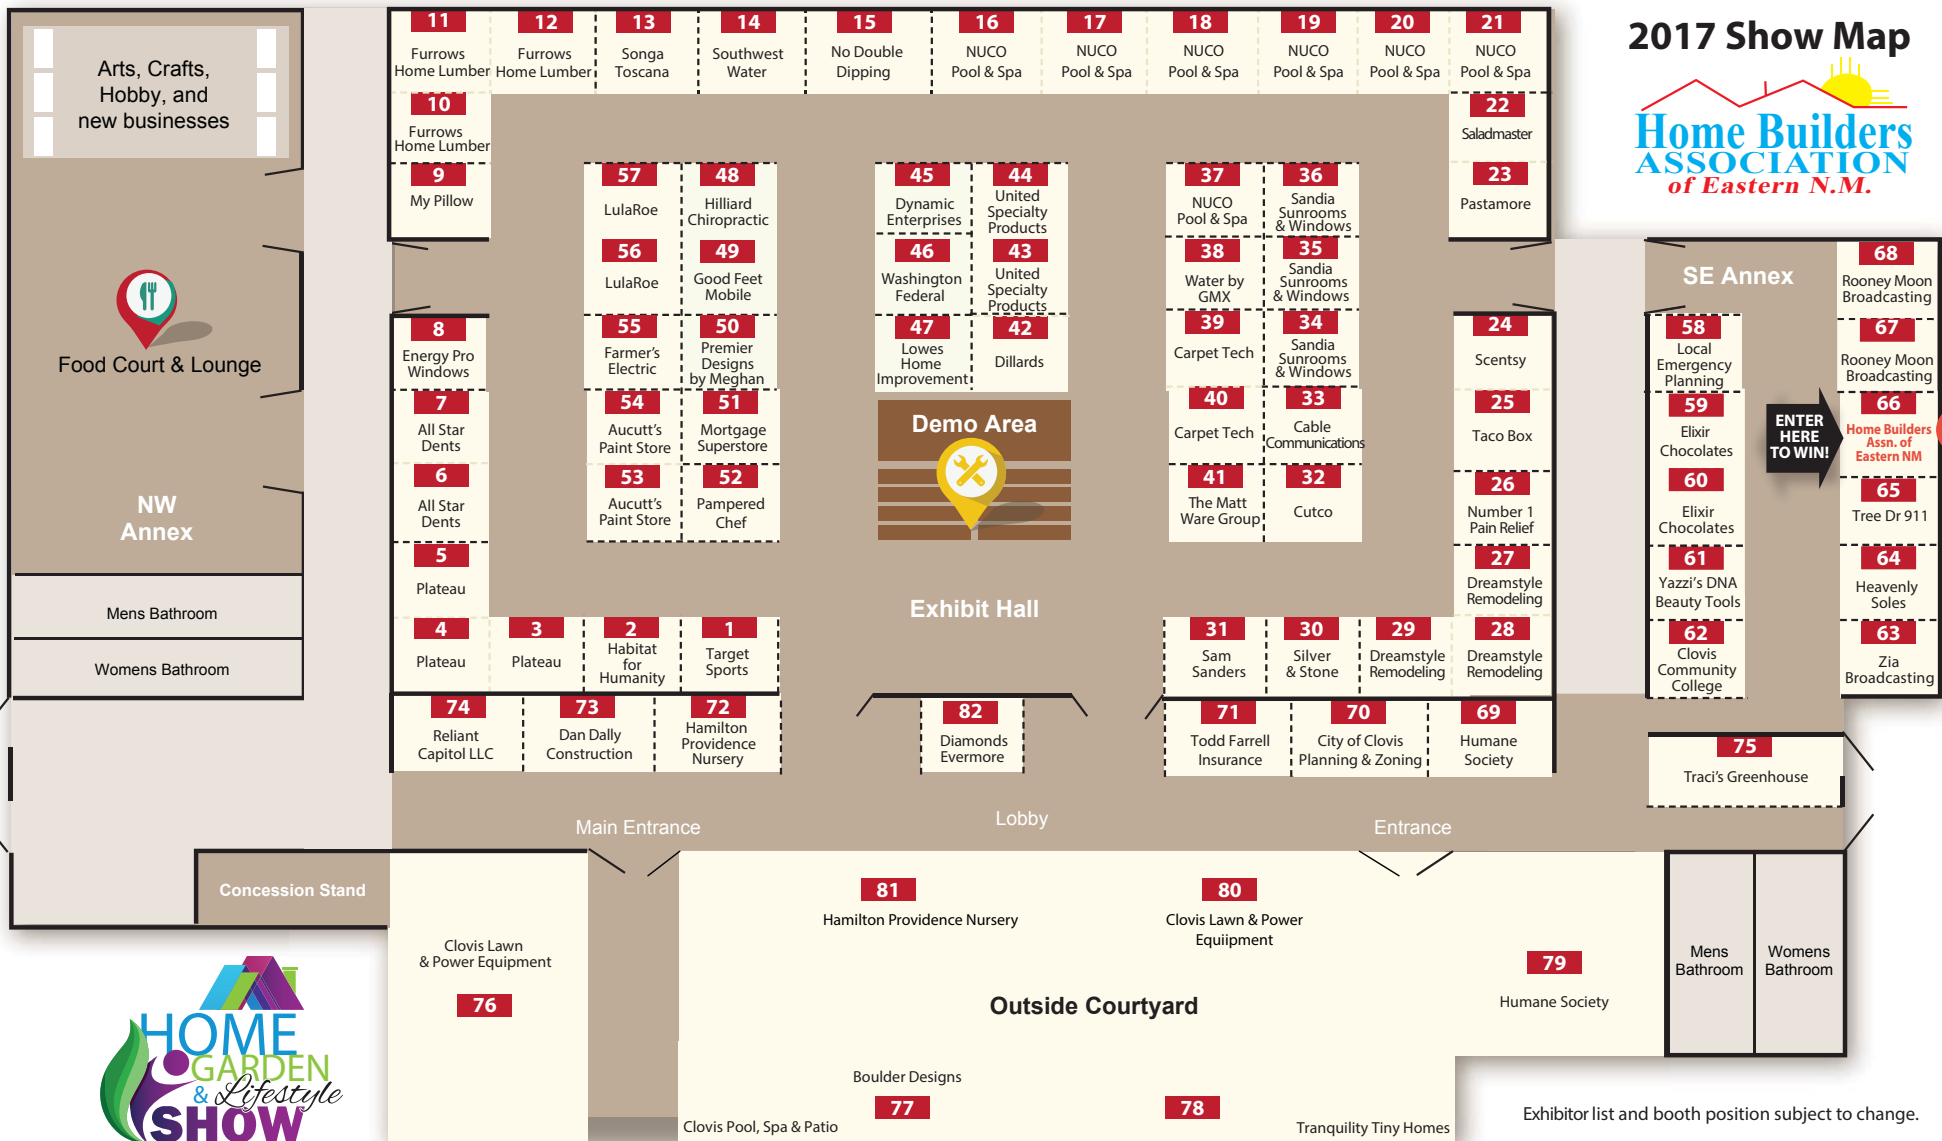 2017 Show Map
Home Builders
ASSOCIATION
of Eastern N.M.
Arts, Crafts,
Hobby, and
new businesses
Food Court & Lounge
NW
Annex
Mens Bathroom
Womens Bathroom
11
Furrows
Home Lumber
12
Furrows
Home Lumber
13
Songa
Toscana
14
Southwest
Water
15
No Double
Dipping
16
NUCO
Pool & Spa
17
NUCO
Pool & Spa
18
NUCO
Pool & Spa
19
NUCO
Pool & Spa
20
NUCO
Pool & Spa
21
NUCO
Pool & Spa
10
Furrows
Home Lumber
9
My Pillow
22
Saladmaster
23
Pastamore
57
LulaRoe
48
Hilliard
Chiropractic
56
LulaRoe
49
Good Feet
Mobile
55
Farmer's
Electric
50
Premier
Designs
by Meghan
54
Aucutt's
Paint Store
51
Mortgage
Superstore
53
Aucutt's
Paint Store
52
Pampered
Chef
45
Dynamic
Enterprises
44
United
Specialty
Products
46
Washington
Federal
43
United
Specialty
Products
47
Lowes
Home
Improvement
42
Dillards
Demo Area
37
NUCO
Pool & Spa
36
Sandia
Sunrooms
& Windows
38
Water by
GMX
35
Sandia
Sunrooms
& Windows
39
Carpet Tech
34
Sandia
Sunrooms
& Windows
40
Carpet Tech
33
Cable
Communications
41
The Matt
Ware Group
32
Cutco
8
Energy Pro
Windows
7
All Star
Dents
6
All Star
Dents
5
Plateau
4
Plateau
3
Plateau
2
Habitat
for
Humanity
1
Target
Sports
Exhibit Hall
24
Scentsy
25
Taco Box
26
Number 1
Pain Relief
27
Dreamstyle
Remodeling
31
Sam
Sanders
30
Silver
& Stone
29
Dreamstyle
Remodeling
28
Dreamstyle
Remodeling
SE Annex
58
Local
Emergency
Planning
59
Elixir
Chocolates
60
Elixir
Chocolates
61
Yazzi's DNA
Beauty Tools
62
Clovis
Community
College
ENTER
HERE
TO WIN!
68
Rooney Moon
Broadcasting
67
Rooney Moon
Broadcasting
66
Home Builders
Assn. of
Eastern NM
65
Tree Dr 911
64
Heavenly
Soles
63
Zia
Broadcasting
74
Reliant
Capitol LLC
73
Dan Dally
Construction
72
Hamilton
Providence
Nursery
82
Diamonds
Evermore
71
Todd Farrell
Insurance
70
City of Clovis
Planning & Zoning
69
Humane
Society
75
Traci's Greenhouse
Main Entrance
Lobby
Entrance
Concession Stand
Clovis Lawn
& Power Equipment
76
81
Hamilton Providence Nursery
80
Clovis Lawn & Power
Equiipment
79
Humane Society
Outside Courtyard
Mens
Bathroom
Womens
Bathroom
Boulder Designs
77
Clovis Pool, Spa & Patio
78
Tranquility Tiny Homes
HOME
GARDEN
& Lifestyle
SHOW
Exhibitor list and booth position subject to change.